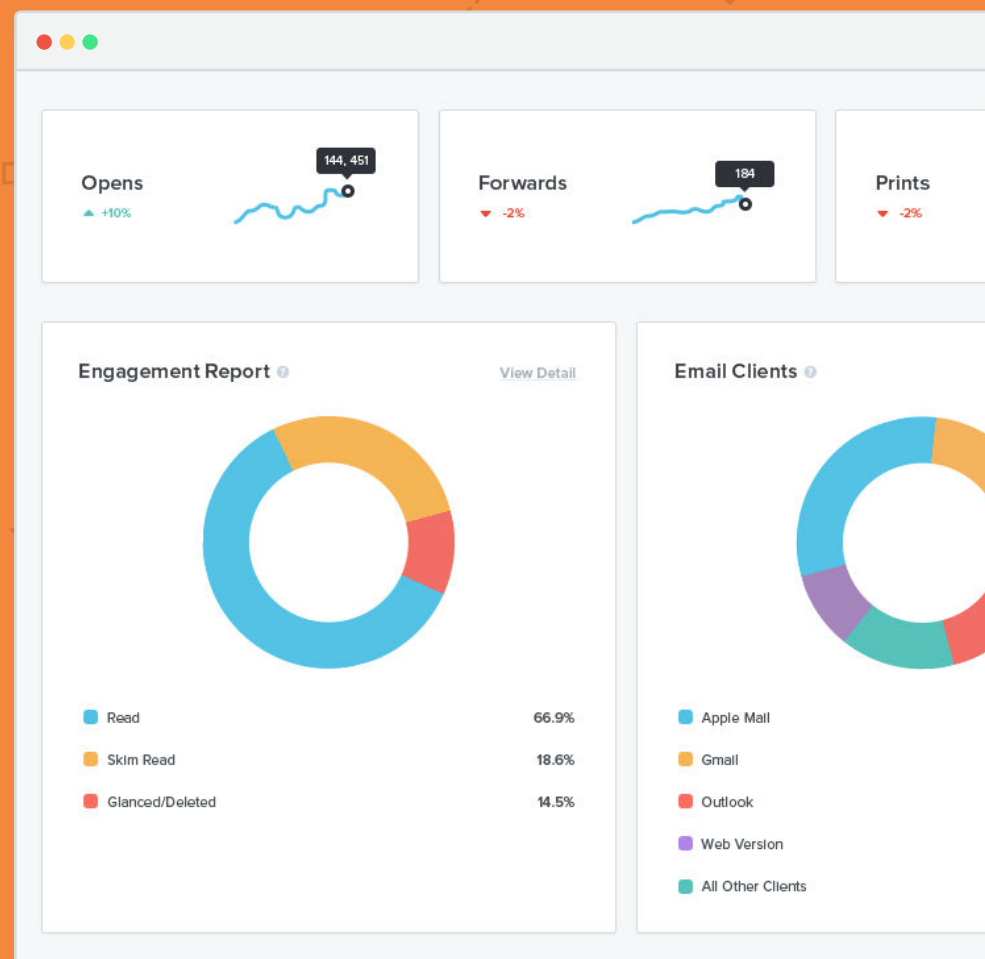 Opens
+10%
144, 451
Forwards
-2%
184
Prints
-2%
Engagement Report
View Detail
Read 66.9%
Skim Read 18.6%
Glanced/Deleted 14.5%
Email Clients
Apple Mail
Gmail
Outlook
Web Version
All Other Clients